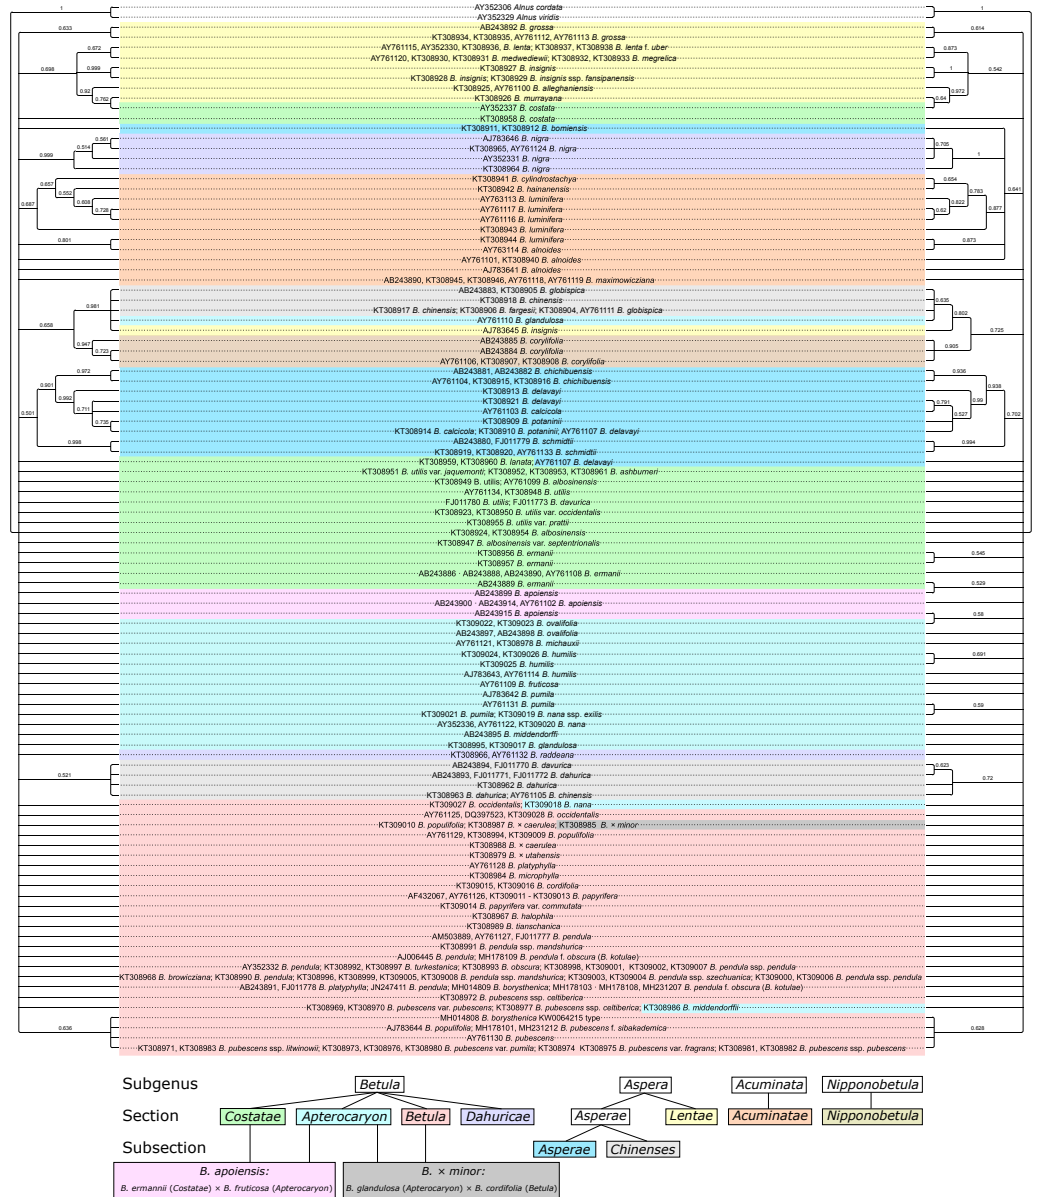 AY352306 Alnus cordata
1 1
AY352329 Alnus viridis
AB243892 B. grossa
0.633 0.614
KT308934, KT308935, AY761112, AY761113 B. grossa
AY761115, AY352330, KT308936, B. lenta; KT308937, KT308938 B. lenta f. uber
0.672 0.873
AY761120, KT308930, KT308931 B. medwediewii; KT308932, KT308933 B. megrelica
KT308927 B. insignis
0.698 0.999 1 0.542
KT308928 B. insignis; KT308929 B. insignis ssp. fansipanensis
KT308925, AY761100 B. alleghaniensis
0.92 0.972
KT308926 B. murrayana
0.762 0.64
AY352337 B. costata
KT308958 B. costata
KT308911, KT308912 B. bomiensis
AJ783646 B. nigra
0.561 0.705
KT308965, AY761124 B. nigra
0.514
AY352331 B. nigra
0.999 1
KT308964 B. nigra
KT308941 B. cylindrostachya
0.657 0.654
KT308942 B. hainanensis
0.552 0.763 0.641
AY763113 B. luminifera
0.608 0.822
AY761117 B. luminifera
0.728 0.62 0.877
AY761116 B. luminifera
0.687
KT308943 B. luminifera
KT308944 B. luminifera
0.801 0.873
AY763114 B. alnoides
AY761101, KT308940 B. alnoides
AJ783641 B. alnoides
AB243890, KT308945, KT308946, AY761118, AY761119 B. maximowicziana
AB243883, KT308905 B. globispica
KT308918 B. chinensis
0.981 0.835
KT308917 B. chinensis; KT308906 B. fargesii; KT308904, AY761111 B. globispica
0.802
AY761110 B. glandulosa
0.658 0.725
AJ783645 B. insignis
AB243885 B. corylifolia
0.947 0.905
AB243884 B. corylifolia
0.723
AY761106, KT308907, KT308908 B. corylifolia
AB243881, AB243882 B. chichibuensis
0.972 0.936
AY761104, KT308915, KT308916 B. chichibuensis
0.901 0.938
KT308913 B. delavayi
0.992 0.99
KT308921 B. delavayi
0.711 0.791
AY761103 B. calcicola
0.501 0.527 0.702
KT308909 B. potaninii
0.735
KT308914 B. calcicola; KT308910 B. potaninii; AY761107 B. delavayi
AB243880, FJ011779 B. schmidtii
0.998 0.994
KT308919, KT308920, AY761133 B. schmidtii
KT308959, KT308960 B. lanata; AY761107 B. delavayi
KT308951 B. utilis var. jaquemonti; KT308952, KT308953, KT308961 B. ashburneri
KT308949 B. utilis; AY761099 B. albosinensis
AY761134, KT308948 B. utilis
FJ011780 B. utilis; FJ011773 B. davurica
KT308923, KT308950 B. utilis var. occidentalis
KT308955 B. utilis var. prattii
KT308924, KT308954 B. albosinensis
KT308947 B. albosinensis var. septentrionalis
KT308956 B. ermanii
0.545
KT308957 B. ermanii
AB243886 - AB243888, AB243890, AY761108 B. ermanii
AB243889 B. ermanii
0.529
AB243899 B. apoiensis
AB243900 - AB243914, AY761102 B. apoiensis
AB243915 B. apoiensis
0.58
KT309022, KT309023 B. ovalifolia
AB243897, AB243898 B. ovalifolia
AY761121, KT308978 B. michauxii
KT309024, KT309026 B. humilis
0.691
KT309025 B. humilis
AJ783643, AY761114 B. humilis
AY761109 B. fruticosa
AJ783642 B. pumila
AY761131 B. pumila
0.59
KT309021 B. pumila; KT309019 B. nana ssp. exilis
AY352336, AY761122, KT309020 B. nana
AB243895 B. middendorffi
KT308995, KT309017 B. glandulosa
KT308966, AY761132 B. raddeana
AB243894, FJ011770 B. davurica
0.623
AB243893, FJ011771, FJ011772 B. dahurica
0.521 0.72
KT308962 B. dahurica
KT308963 B. dahurica; AY761105 B. chinensis
KT309027 B. occidentalis; KT309018 B. nana
AY761125, DQ397523, KT309028 B. occidentalis
KT309010 B. populifolia; KT308987 B. × caerulea; KT308985 B. × minor
AY761129, KT308994, KT309009 B. populifolia
KT308988 B. × caerulea
KT308979 B. × utahensis
AY761128 B. platyphylla
KT308984 B. microphylla
KT309015, KT309016 B. cordifolia
AF432067, AY761126, KT309011 - KT309013 B. papyrifera
KT309014 B. papyrifera var. commutata
KT308967 B. halophila
KT308989 B. tianschanica
AM503889, AY761127, FJ011777 B. pendula
KT308991 B. pendula ssp. mandshurica
AJ006445 B. pendula; MH178109 B. pendula f. obscura (B. kotulae)
AY352332 B. pendula; KT308992, KT308997 B. turkestanica; KT308993 B. obscura; KT308998, KT309001, KT309002, KT309007 B. pendula ssp. pendula
KT308968 B. browicziana; KT308990 B. pendula; KT308996, KT308999, KT309005, KT309008 B. pendula ssp. mandshurica; KT309003, KT309004 B. pendula ssp. szechuanica; KT309000, KT309006 B. pendula ssp. pendula
AB243891, FJ011778 B. platyphylla; JN247411 B. pendula; MH014809 B. borysthenica; MH178103 - MH178108, MH231207 B. pendula f. obscura (B. kotulae)
KT308972 B. pubescens ssp. celtiberica
KT308969, KT308970 B. pubescens var. pubescens; KT308977 B. pubescens ssp. celtiberica; KT308986 B. middendorffii
MH014808 B. borysthenica KW0064215 type
AJ783644 B. populifolia; MH178101, MH231212 B. pubescens f. sibakademica
0.636 0.628
AY761130 B. pubescens
KT308971, KT308983 B. pubescens ssp. litwinowii; KT308973, KT308976, KT308980 B. pubescens var. pumila; KT308974 KT308975 B. pubescens var. fragrans; KT308981, KT308982 B. pubescens ssp. pubescens
Subgenus Betula Aspera Acuminata Nipponobetula
Section Costatae Apterocaryon Betula Dahuricae Asperae Lentae Acuminatae Nipponobetula
Subsection Asperae Chinenses
B. apoiensis: B. × minor:
B. ermannii (Costatae) × B. fruticosa (Apterocaryon) B. glandulosa (Apterocaryon) × B. cordifolia (Betula)